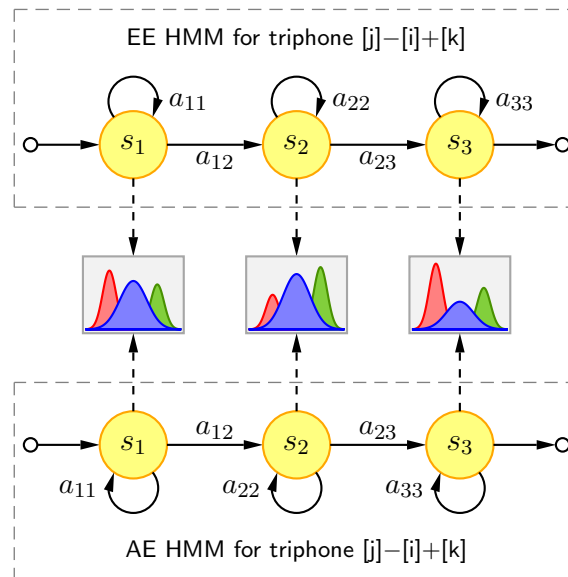 EE HMM for triphone [j]−[i]+[k]
a11 a22 a33
s1 s2 s3
a12 a23
a12 a23
s1 s2 s3
a11 a22 a33
AE HMM for triphone [j]−[i]+[k]